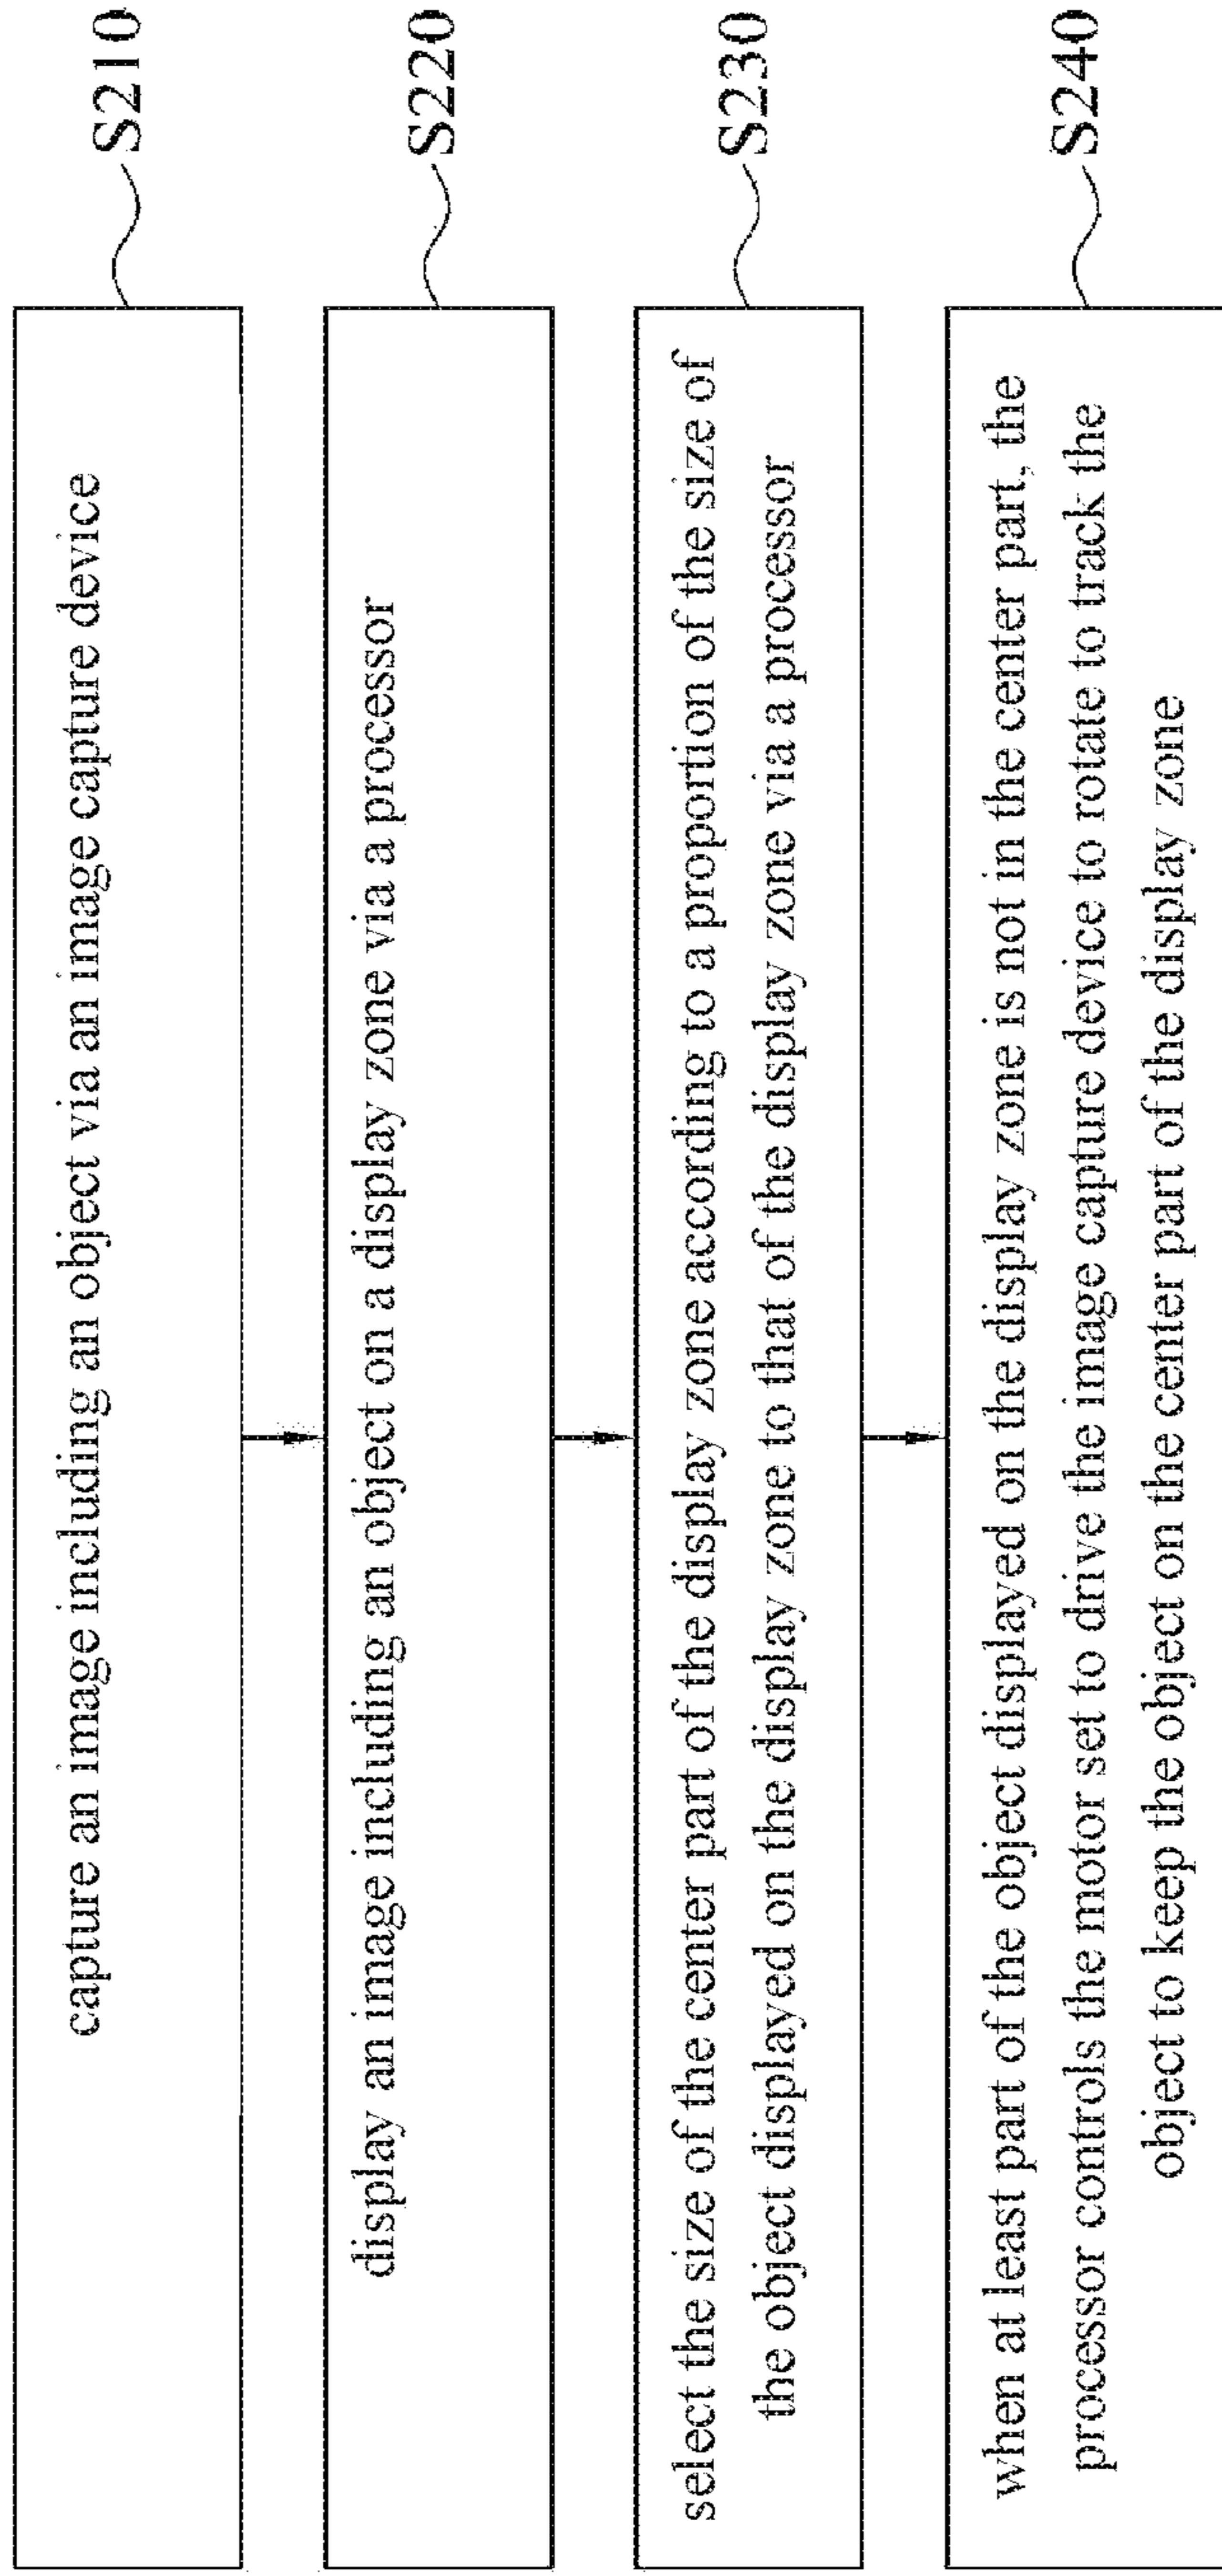 capture an image including an object via an image capture device
S210
display an image including an object on a display zone via a processor
S220
select the size of the center part of the display zone according to a proportion of the size of
the object displayed on the display zone to that of the display zone via a processor
S230
when at least part of the object displayed on the display zone is not in the center part, the
processor controls the motor set to drive the image capture device to rotate to track the
object to keep the object on the center part of the display zone
S240